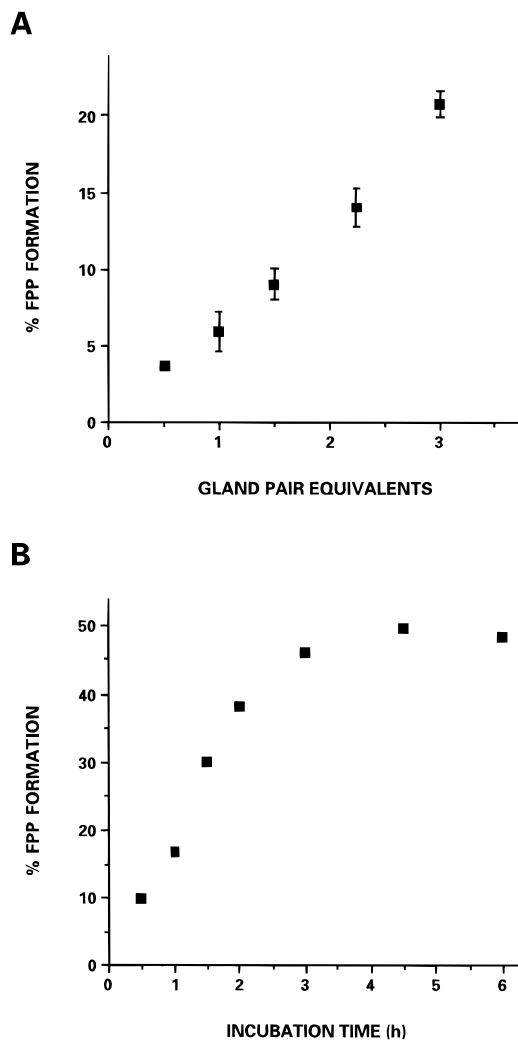 A
% FPP FORMATION
20
15
10
5
0
0 1 2 3
GLAND PAIR EQUIVALENTS
B
% FPP FORMATION
50
40
30
20
10
0
0 1 2 3 4 5 6
INCUBATION TIME (h)